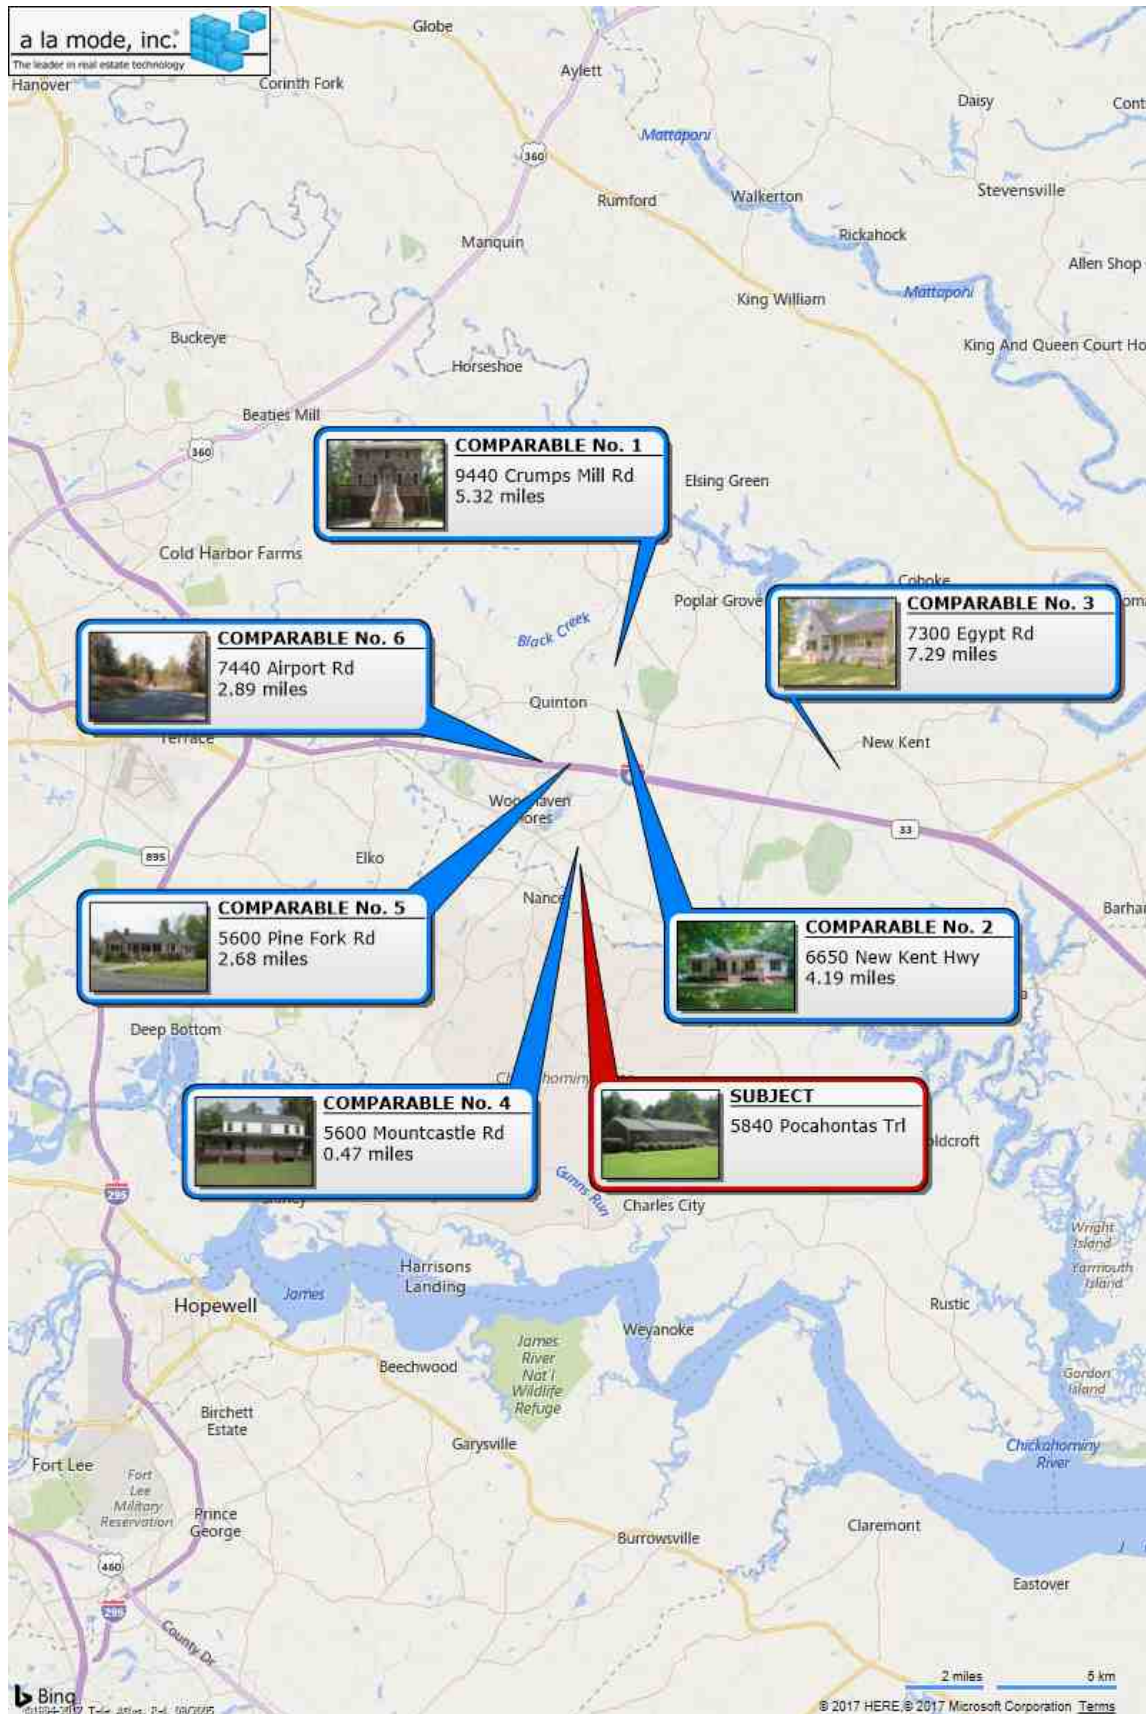 a la mode, inc.
The leader in real estate technology
Globe
Aylett
Hanover
Corinth Fork
Daisy
Cont
Mattaponi
360
Rumford
Walkerton
Stevensville
Rickahock
Manquin
Allen Shop
King William
Mattaponi
Buckeye
King And Queen Court Ho
Horseshoe
Beaties Mill
360
COMPARABLE No. 1
9440 Crumps Mill Rd
5.32 miles
Elsing Green
Cold Harbor Farms
Cohoke
Poplar Grove
COMPARABLE No. 3
7300 Egypt Rd
7.29 miles
Black Creek
COMPARABLE No. 6
7440 Airport Rd
2.89 miles
Quinton
Terrace
New Kent
33
895
Elko
COMPARABLE No. 5
5600 Pine Fork Rd
2.68 miles
Nance
Barha
COMPARABLE No. 2
6650 New Kent Hwy
4.19 miles
Deep Bottom
COMPARABLE No. 4
5600 Mountcastle Rd
0.47 miles
SUBJECT
5840 Pocahontas Trl
oldcroft
295
Gunns Run
Charles City
Wright
Island
Yarmouth
Island
Harrisons
Landing
Hopewell
James
Rustic
Weyanoke
James
River
Nat'l
Wildlife
Refuge
Beechwood
Gordon
Island
Birchett
Estate
Garysville
Chickahominy
River
Fort Lee
Fort
Lee
Military
Reservation
Prince
George
Burrowsville
Claremont
J
460
Eastover
295
County Dr
2 miles
5 km
Bing
© 2017 HERE, © 2017 Microsoft Corporation Terms